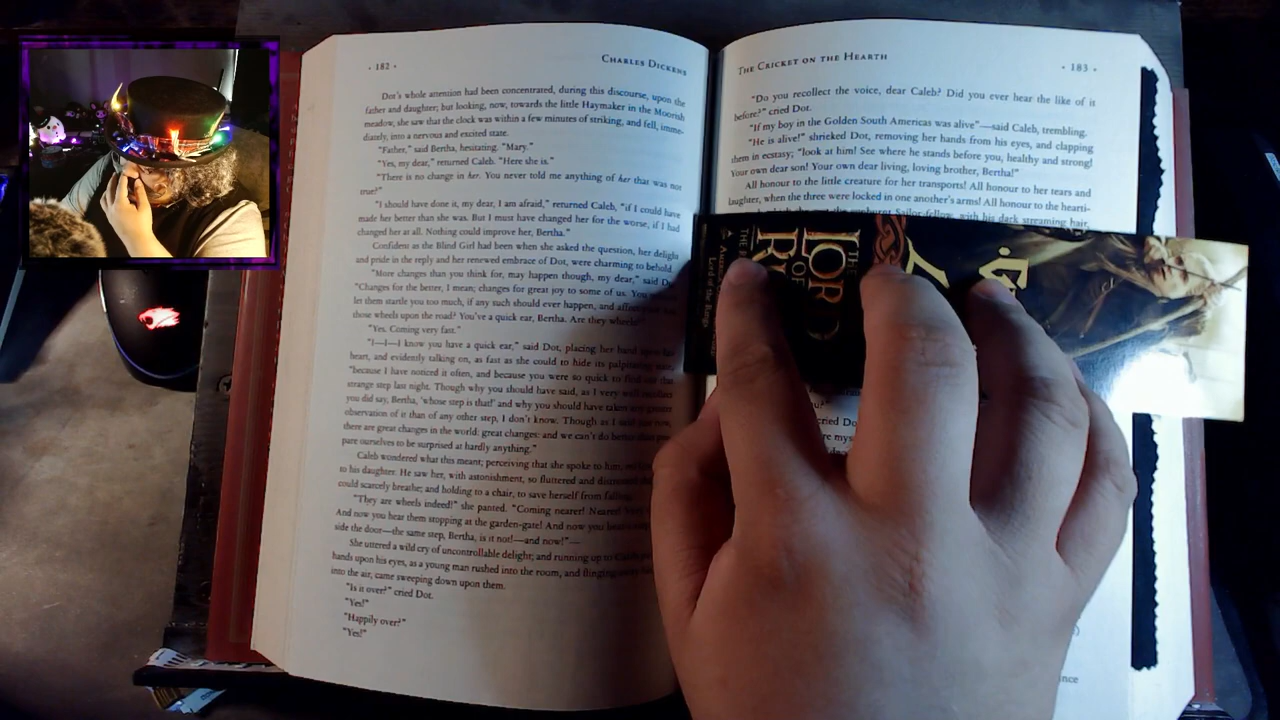 · 182 ·
CHARLES DICKENS
Dot's whole attention had been concentrated, during this discourse, upon the
father and daughter; but looking, now, towards the little Haymaker in the Moorish
meadow, she saw that the clock was within a few minutes of striking, and fell, imme-
diately, into a nervous and excited state.
"Father," said Bertha, hesitating. "Mary."
"Yes, my dear," returned Caleb. "Here she is."
"There is no change in her. You never told me anything of her that was not
true?"
"I should have done it, my dear, I am afraid," returned Caleb, "if I could have
made her better than she was. But I must have changed her for the worse, if I had
changed her at all. Nothing could improve her, Bertha."
Confident as the Blind Girl had been when she asked the question, her delight
and pride in the reply and her renewed embrace of Dot, were charming to behold.
"More changes than you think for, may happen though, my dear," said D
"Changes for the better, I mean; changes for great joy to some of us. You
let them startle you too much, if any such should ever happen, and affect
those wheels upon the road? You've a quick ear, Bertha. Are they wheels?"
"Yes. Coming very fast."
"I—I—I know you have a quick ear," said Dot, placing her hand upon her
heart, and evidently talking on, as fast as she could to hide its palpitating state,
"because I have noticed it often, and because you were so quick to find out that
strange step last night. Though why you should have said, as I very well recollect
you did say, Bertha, 'whose step is that!' and why you should have taken any greater
observation of it than of any other step, I don't know. Though as I said just now,
there are great changes in the world: great changes: and we can't do better than pre-
pare ourselves to be surprised at hardly anything."
Caleb wondered what this meant; perceiving that she spoke to him,
to his daughter. He saw her, with astonishment, so fluttered and distressed that
could scarcely breathe; and holding to a chair, to save herself from falling.
"They are wheels indeed!" she panted. "Coming nearer! Nearer!
And now you hear them stopping at the garden-gate! And now you hear
side the door—the same step, Bertha, is it not!—and now!"—
She uttered a wild cry of uncontrollable delight; and running up to Caleb
hands upon his eyes, as a young man rushed into the room, and flinging
into the air, came sweeping down upon them.
"Is it over?" cried Dot.
"Yes!"
"Happily over?"
"Yes!"
THE CRICKET ON THE HEARTH
· 183 ·
"Do you recollect the voice, dear Caleb? Did you ever hear the like of it
before?" cried Dot.
"If my boy in the Golden South Americas was alive"—said Caleb, trembling.
"He is alive!" shrieked Dot, removing her hands from his eyes, and clapping
them in ecstasy; "look at him! See where he stands before you, healthy and strong!
Your own dear son! Your own dear living, loving brother, Bertha!"
All honour to the little creature for her transports! All honour to her tears and
laughter, when the three were locked in one another's arms! All honour to the hearti-
Sailor-fellow, with his dark streaming hair,
THE
LORD
OF
cried Do
re mys
nce
Lord of the Rings